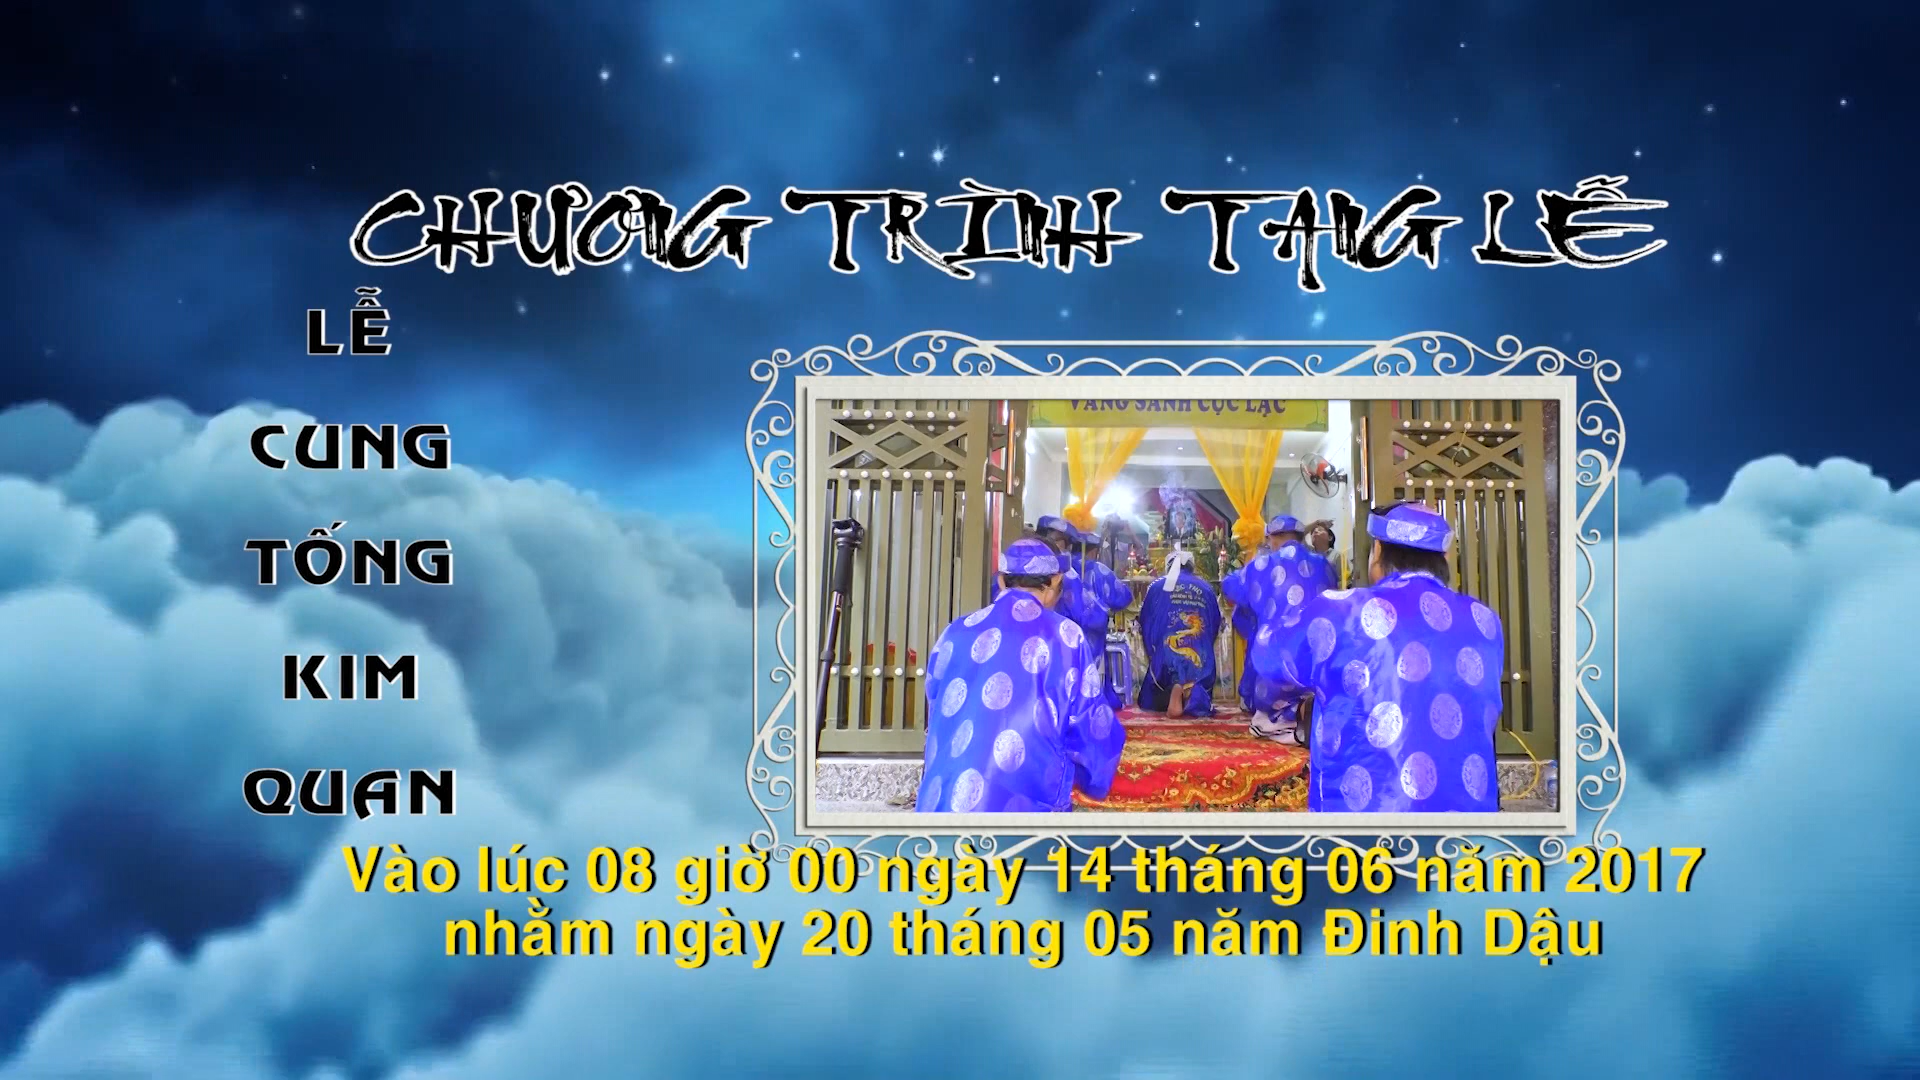 CHƯƠNG TRÌNH TANG LỄ
LỄ
CUNG
TỐNG
KIM
QUAN
VÃNG SANH CỰC LẠC
Vào lúc 08 giờ 00 ngày 14 tháng 06 năm 2017
nhằm ngày 20 tháng 05 năm Đinh Dậu